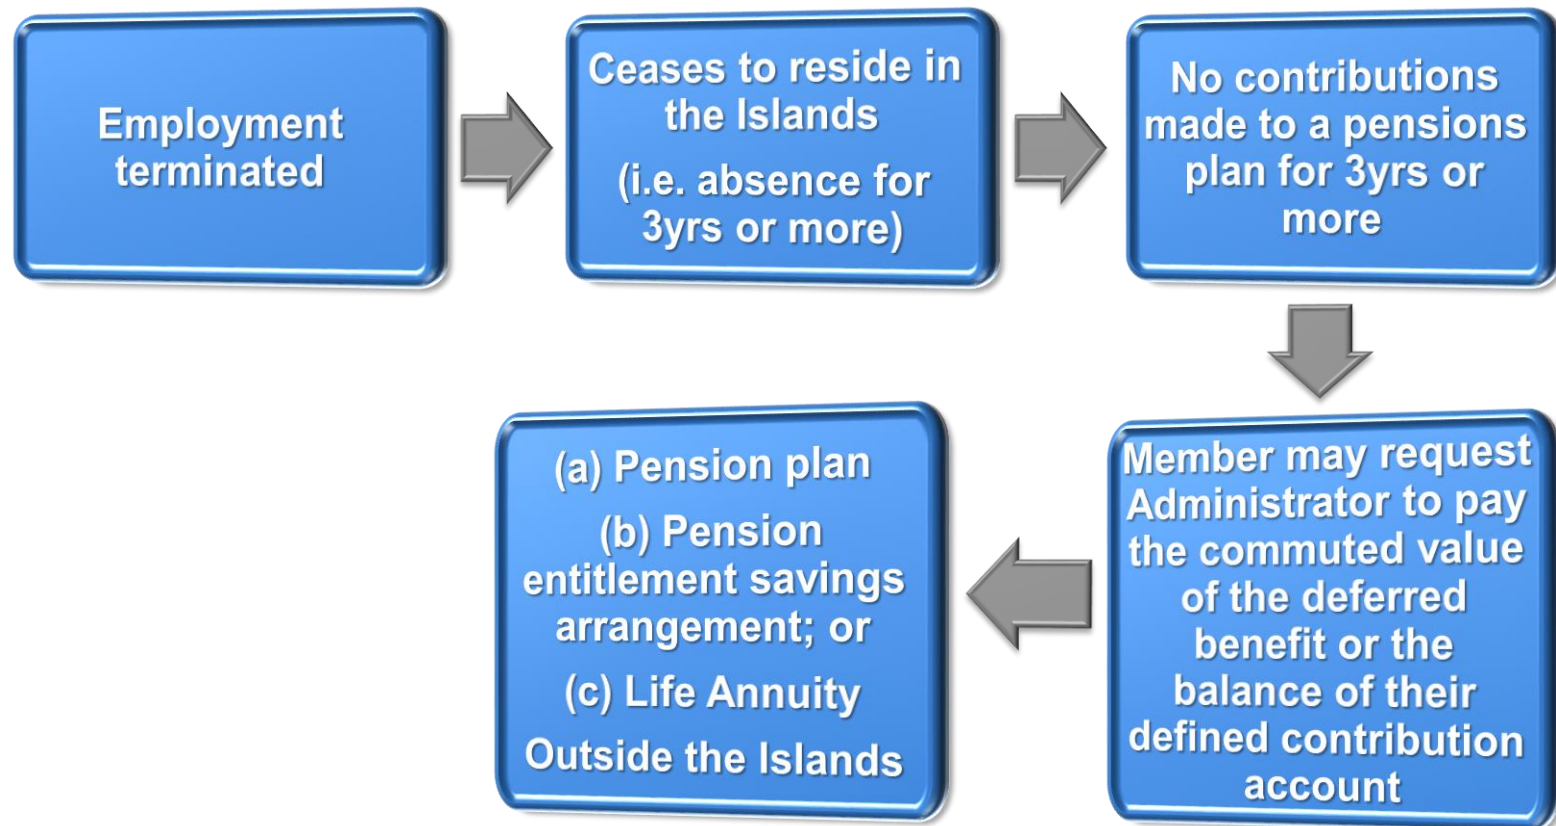 Employment
terminated
Ceases to reside in
the Islands
(i.e. absence for
3yrs or more)
No contributions
made to a pensions
plan for 3yrs or
more
Member may request
Administrator to pay
the commuted value
of the deferred
benefit or the
balance of their
defined contribution
account
(a) Pension plan
(b) Pension
entitlement savings
arrangement; or
(c) Life Annuity
Outside the Islands